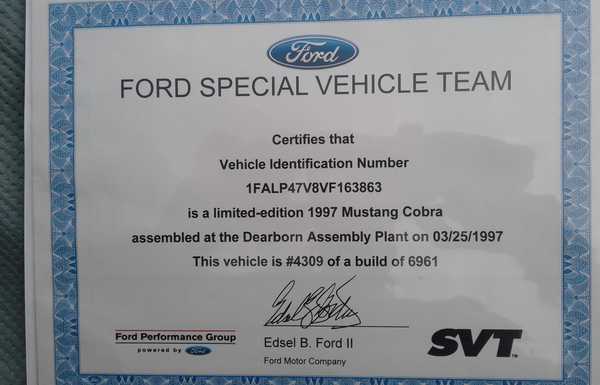 Ford
FORD SPECIAL VEHICLE TEAM
Certifies that
Vehicle Identification Number
1FALP47V8VF163863
is a limited-edition 1997 Mustang Cobra
assembled at the Dearborn Assembly Plant on 03/25/1997
This vehicle is #4309 of a build of 6961
Edsel B. Ford II
Ford Motor Company
Ford Performance Group
powered by Ford
SVT™